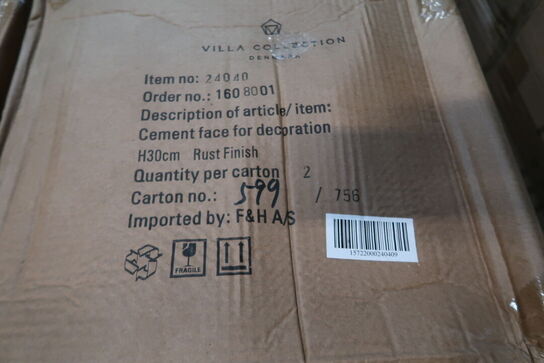 VILLA COLLECTION
DENMARK
Item no: 24040
Order no.: 1608001
Description of article/ item:
Cement face for decoration
H30cm Rust Finish
Quantity per carton 2
Carton no.: 599 / 756
Imported by: F&H A/S
FRAGILE
15722000240409